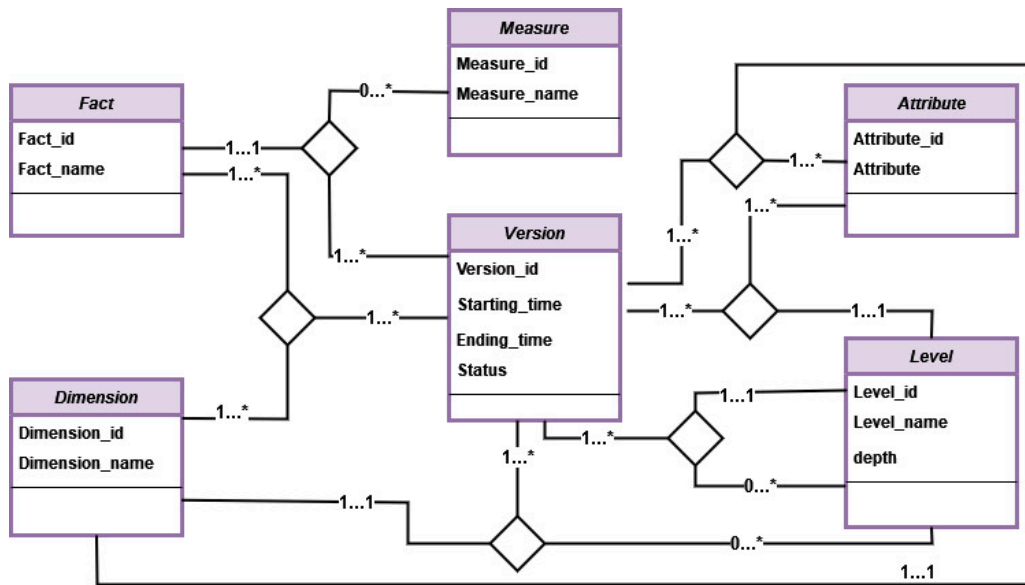 Measure
Measure_id
Measure_name
0...*
Fact
Fact_id
Fact_name
1...1
1...*
Attribute
Attribute_id
Attribute
1...*
1...*
1...*
1...*
Version
Version_id
Starting_time
Ending_time
Status
1...*
1...*
1...1
Dimension
Dimension_id
Dimension_name
1...*
Level
Level_id
Level_name
depth
1...1
1...*
0...*
1...*
1...1
0...*
1...1